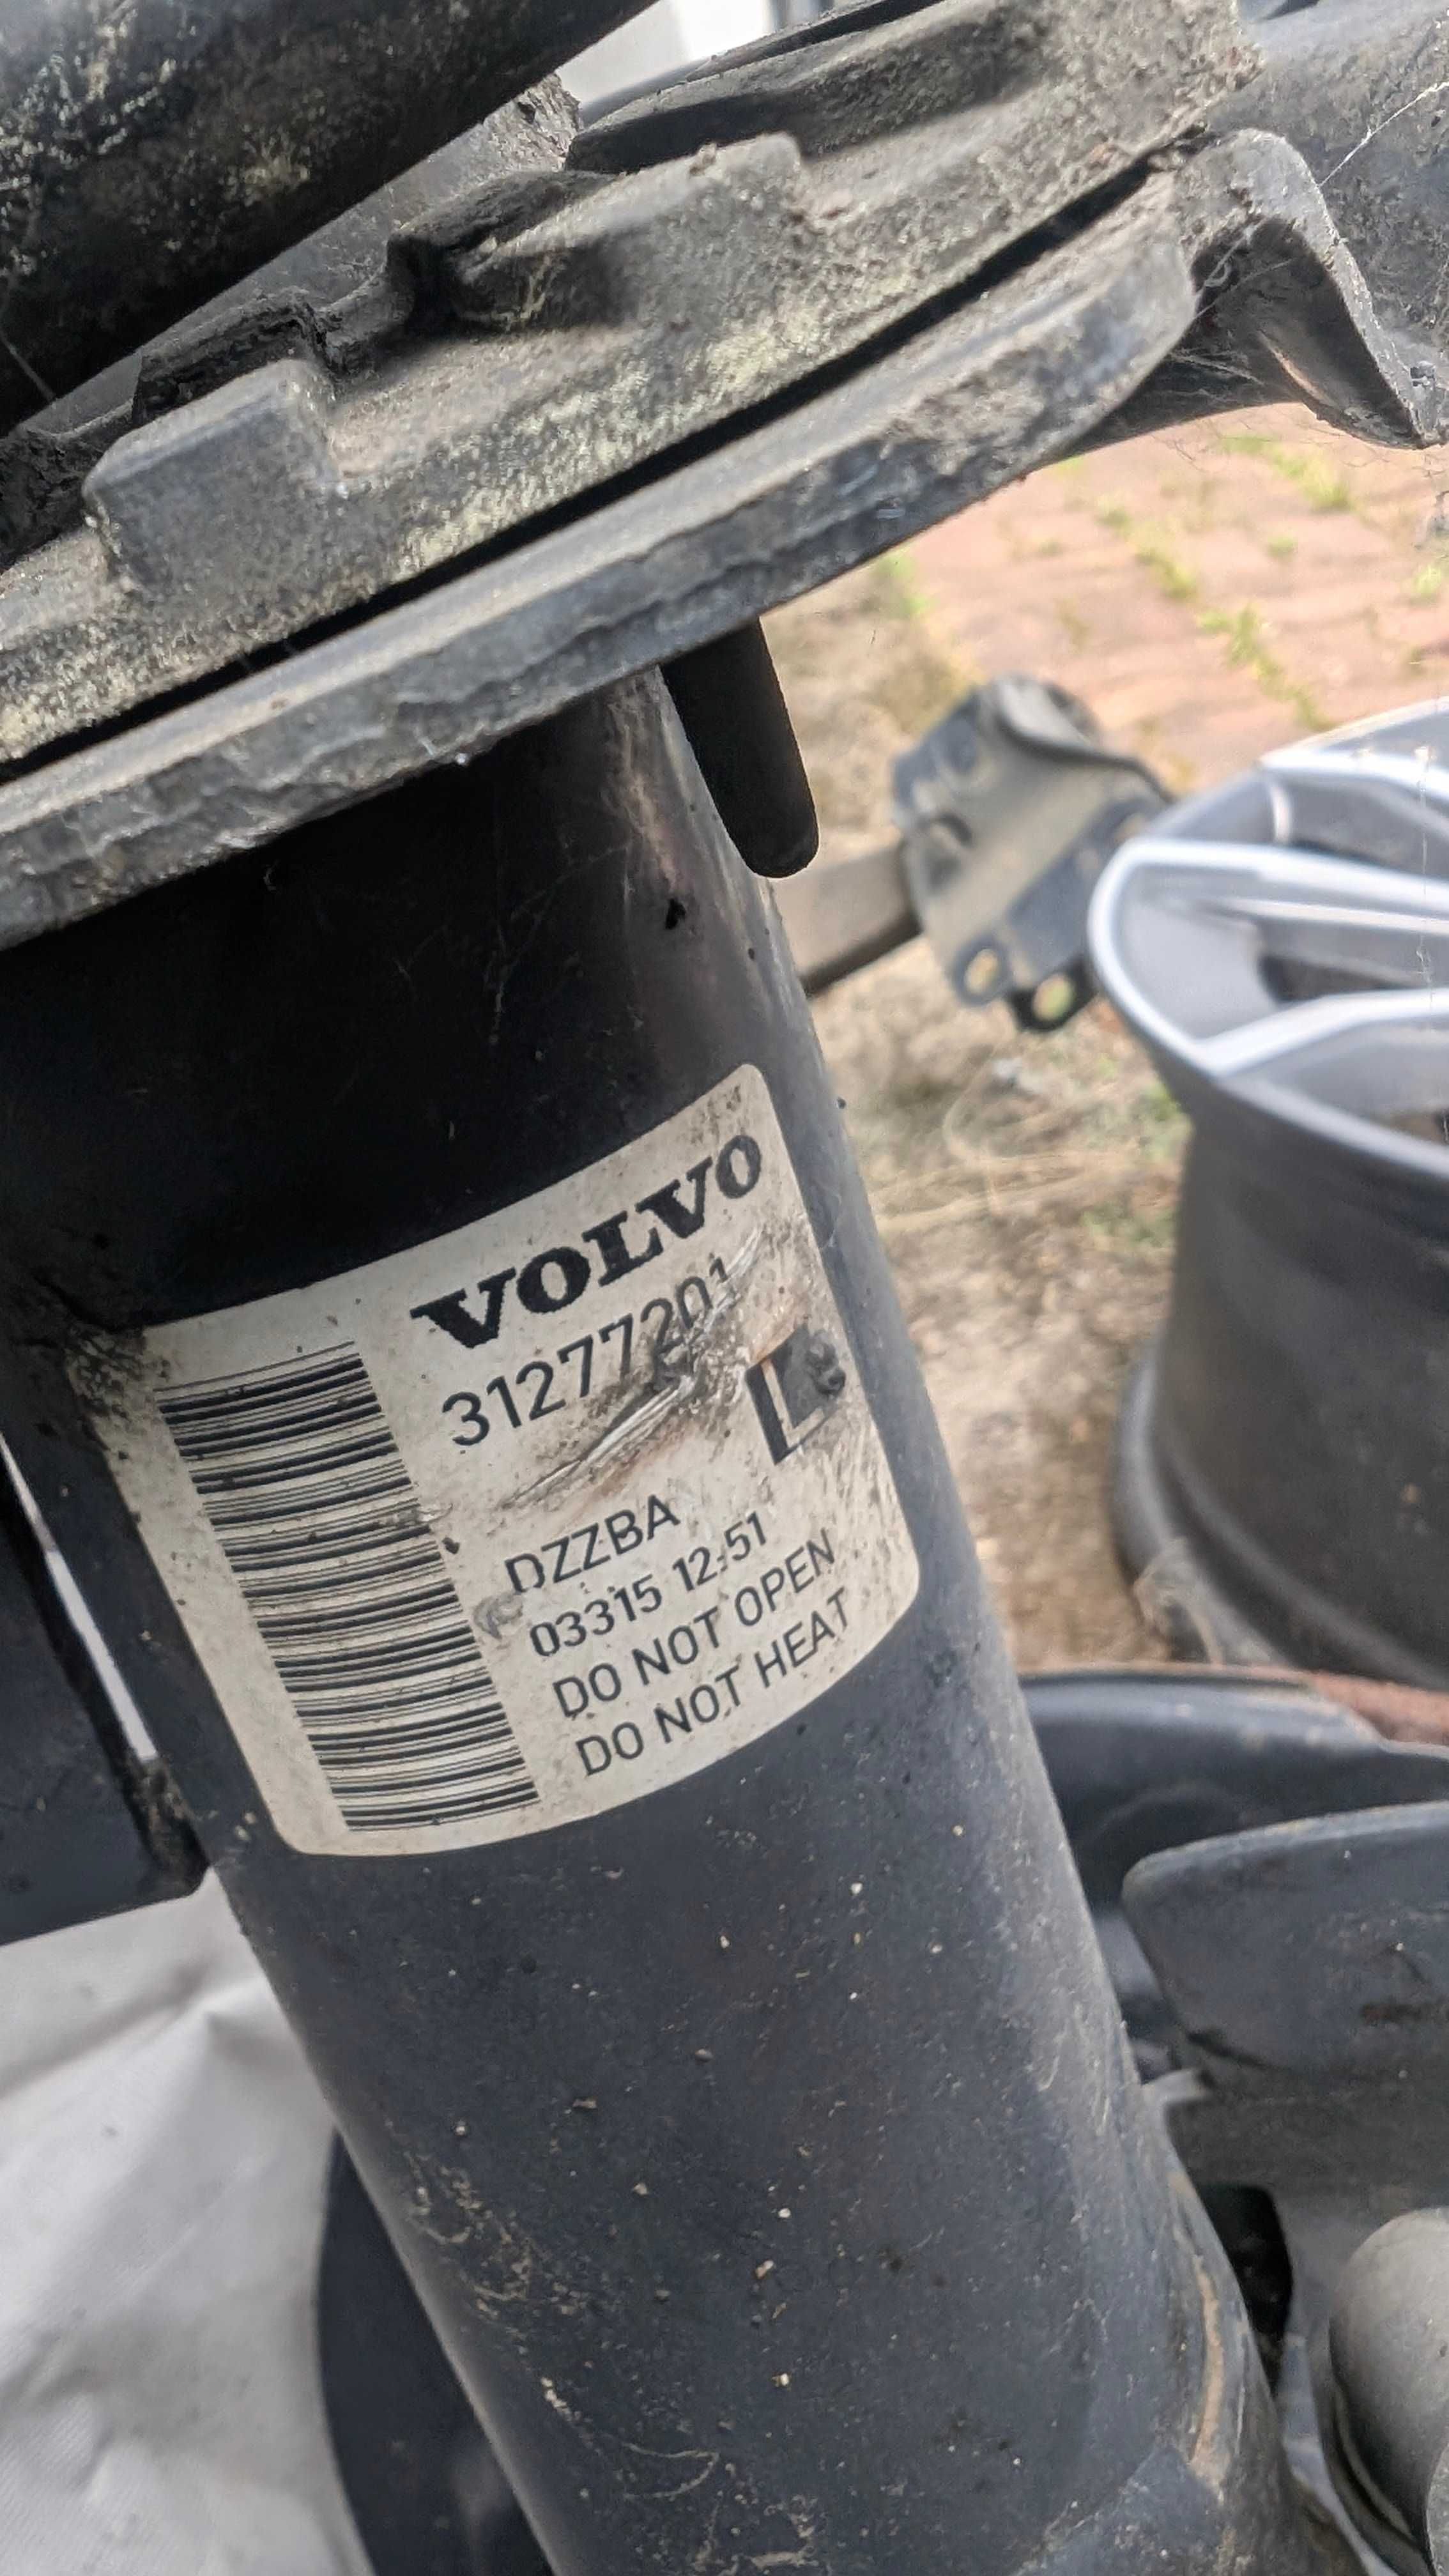 VOLVO
31277201
L
DZZBA
03315 12:51
DO NOT OPEN
DO NOT HEAT